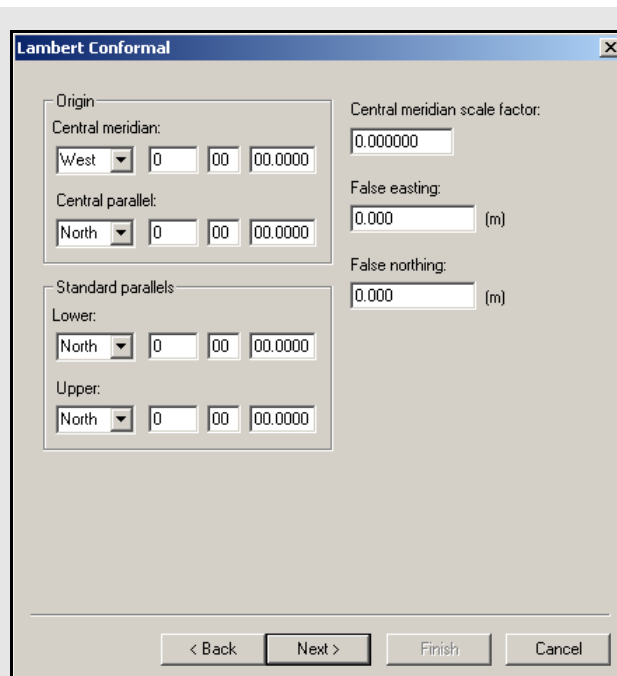 Lambert Conformal
Origin
Central meridian:
West 0 00 00.0000
Central parallel:
North 0 00 00.0000
Standard parallels
Lower:
North 0 00 00.0000
Upper:
North 0 00 00.0000
Central meridian scale factor:
0.000000
False easting:
0.000 (m)
False northing:
0.000 (m)
< Back Next > Finish Cancel